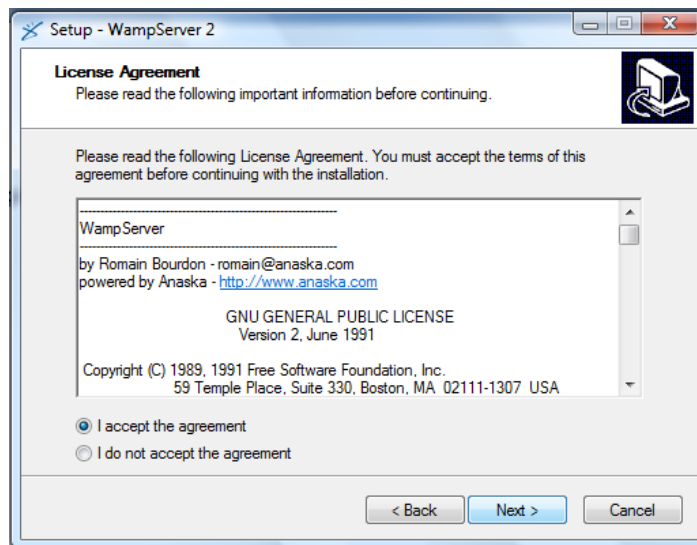 Setup - WampServer 2
License Agreement
Please read the following important information before continuing.
Please read the following License Agreement. You must accept the terms of this
agreement before continuing with the installation.
----------------------------------------------------------------
WampServer
----------------------------------------------------------------
by Romain Bourdon - romain@anaska.com
powered by Anaska - http://www.anaska.com
GNU GENERAL PUBLIC LICENSE
Version 2, June 1991
Copyright (C) 1989, 1991 Free Software Foundation, Inc.
59 Temple Place, Suite 330, Boston, MA  02111-1307  USA
I accept the agreement
I do not accept the agreement
< Back
Next >
Cancel